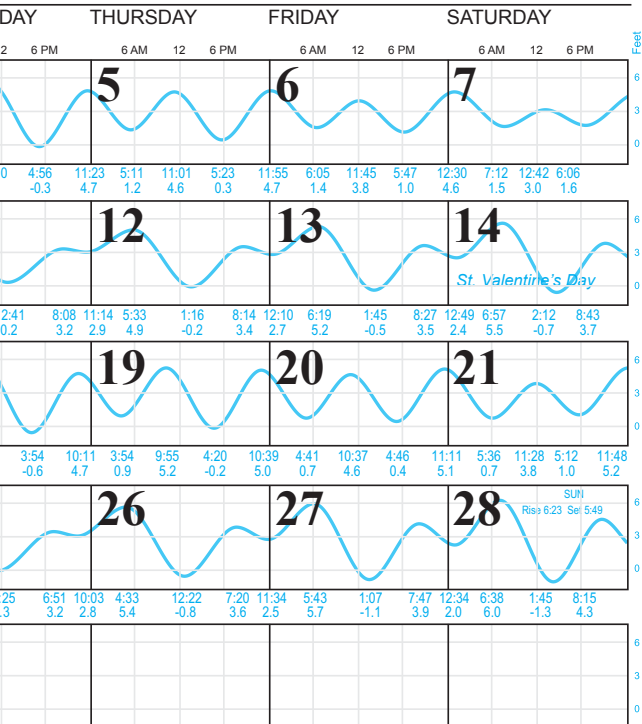 DAY THURSDAY FRIDAY SATURDAY
2 6 PM 6 AM 12 6 PM 6 AM 12 6 PM 6 AM 12 6 PM Feet
5 6 7
6
3
0
0 4:56 11:23 5:11 11:01 5:23 11:55 6:05 11:45 5:47 12:30 7:12 12:42 6:06
-0.3 4.7 1.2 4.6 0.3 4.7 1.4 3.8 1.0 4.6 1.5 3.0 1.6
12 13 14
6
3
St. Valentine's Day
0
2:41 8:08 11:14 5:33 1:16 8:14 12:10 6:19 1:45 8:27 12:49 6:57 2:12 8:43
0.2 3.2 2.9 4.9 -0.2 3.4 2.7 5.2 -0.5 3.5 2.4 5.5 -0.7 3.7
19 20 21
6
3
0
3:54 10:11 3:54 9:55 4:20 10:39 4:41 10:37 4:46 11:11 5:36 11:28 5:12 11:48
-0.6 4.7 0.9 5.2 -0.2 5.0 0.7 4.6 0.4 5.1 0.7 3.8 1.0 5.2
26 27 28
SUN
Rise 6:23 Set 5:49
6
3
0
:25 6:51 10:03 4:33 12:22 7:20 11:34 5:43 1:07 7:47 12:34 6:38 1:45 8:15
.3 3.2 2.8 5.4 -0.8 3.6 2.5 5.7 -1.1 3.9 2.0 6.0 -1.3 4.3
6
3
0